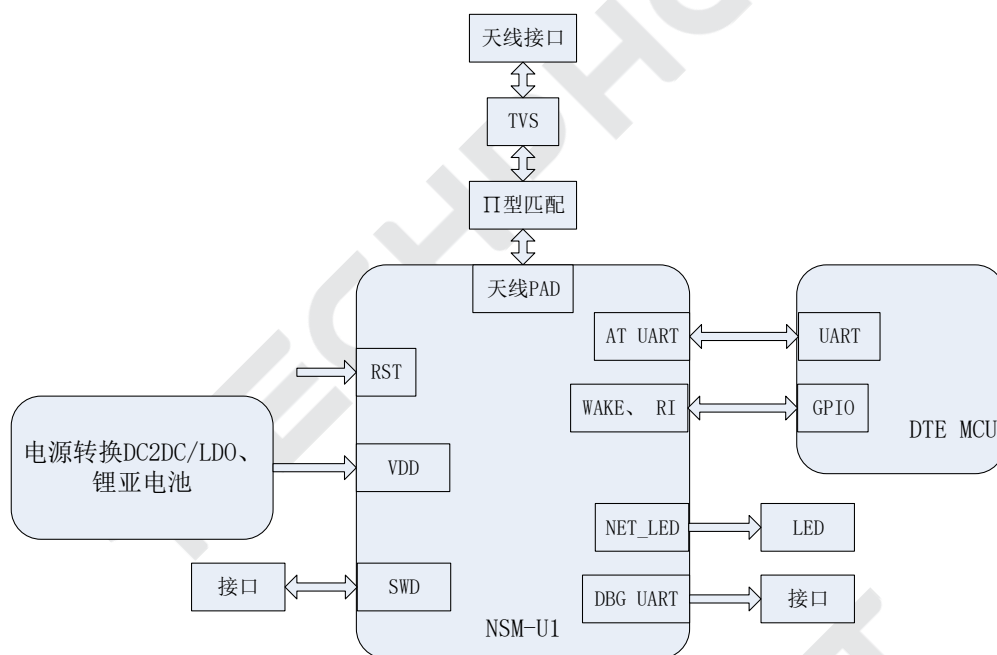 天线接口
TVS
Π型匹配
天线PAD
AT UART
UART
RST
WAKE、 RI
GPIO
DTE MCU
电源转换DC2DC/LDO、
锂亚电池
VDD
NET_LED
LED
接口
SWD
DBG UART
接口
NSM-U1